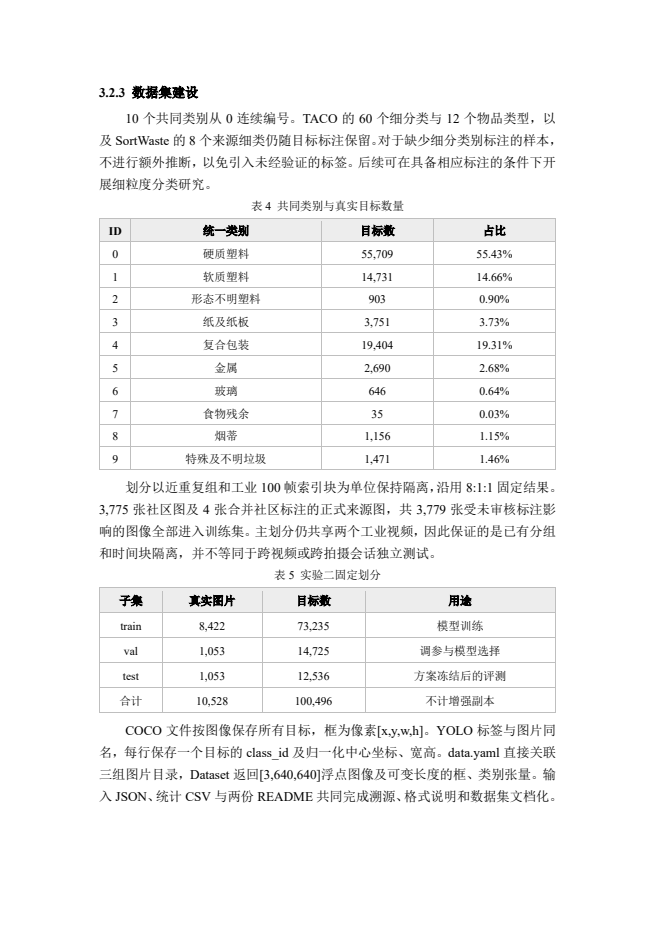 3.2.3 数据集建设
10 个共同类别从 0 连续编号。TACO 的 60 个细分类与 12 个物品类型，以
及 SortWaste 的 8 个来源细类仍随目标标注保留。对于缺少细分类别标注的样本，
不进行额外推断，以免引入未经验证的标签。后续可在具备相应标注的条件下开
展细粒度分类研究。
表 4 共同类别与真实目标数量
ID 统一类别 目标数 占比
0 硬质塑料 55,709 55.43%
1 软质塑料 14,731 14.66%
2 形态不明塑料 903 0.90%
3 纸及纸板 3,751 3.73%
4 复合包装 19,404 19.31%
5 金属 2,690 2.68%
6 玻璃 646 0.64%
7 食物残余 35 0.03%
8 烟蒂 1,156 1.15%
9 特殊及不明垃圾 1,471 1.46%
划分以近重复组和工业 100 帧索引块为单位保持隔离，沿用 8:1:1 固定结果。
3,775 张社区图及 4 张合并社区标注的正式来源图，共 3,779 张受未审核标注影
响的图像全部进入训练集。主划分仍共享两个工业视频，因此保证的是已有分组
和时间块隔离，并不等同于跨视频或跨拍摄会话独立测试。
表 5 实验二固定划分
子集 真实图片 目标数 用途
train 8,422 73,235 模型训练
val 1,053 14,725 调参与模型选择
test 1,053 12,536 方案冻结后的评测
合计 10,528 100,496 不计增强副本
COCO 文件按图像保存所有目标，框为像素[x,y,w,h]。YOLO 标签与图片同
名，每行保存一个目标的 class_id 及归一化中心坐标、宽高。data.yaml 直接关联
三组图片目录，Dataset 返回[3,640,640]浮点图像及可变长度的框、类别张量。输
入 JSON、统计 CSV 与两份 README 共同完成溯源、格式说明和数据集文档化。